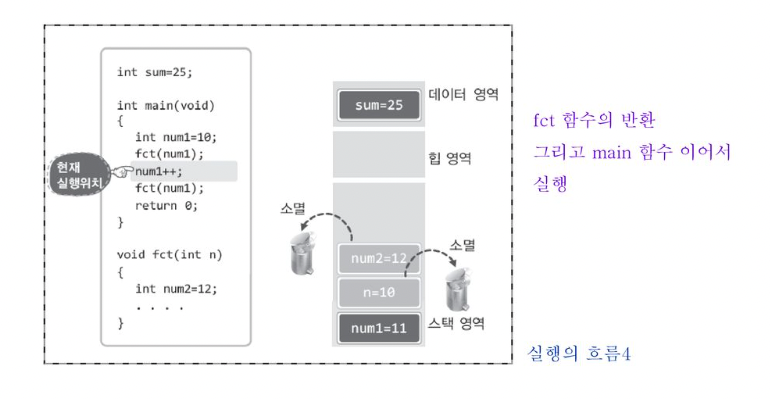 int sum=25;
int main(void)
{
int num1=10;
fct(num1);
num1++;
fct(num1);
return 0;
}
void fct(int n)
{
int num2=12;
. . . .
}
현재
실행위치
sum=25
데이터 영역
힙 영역
소멸
num2=12
소멸
n=10
num1=11
스택 영역
fct 함수의 반환
그리고 main 함수 이어서
실행
실행의 흐름4